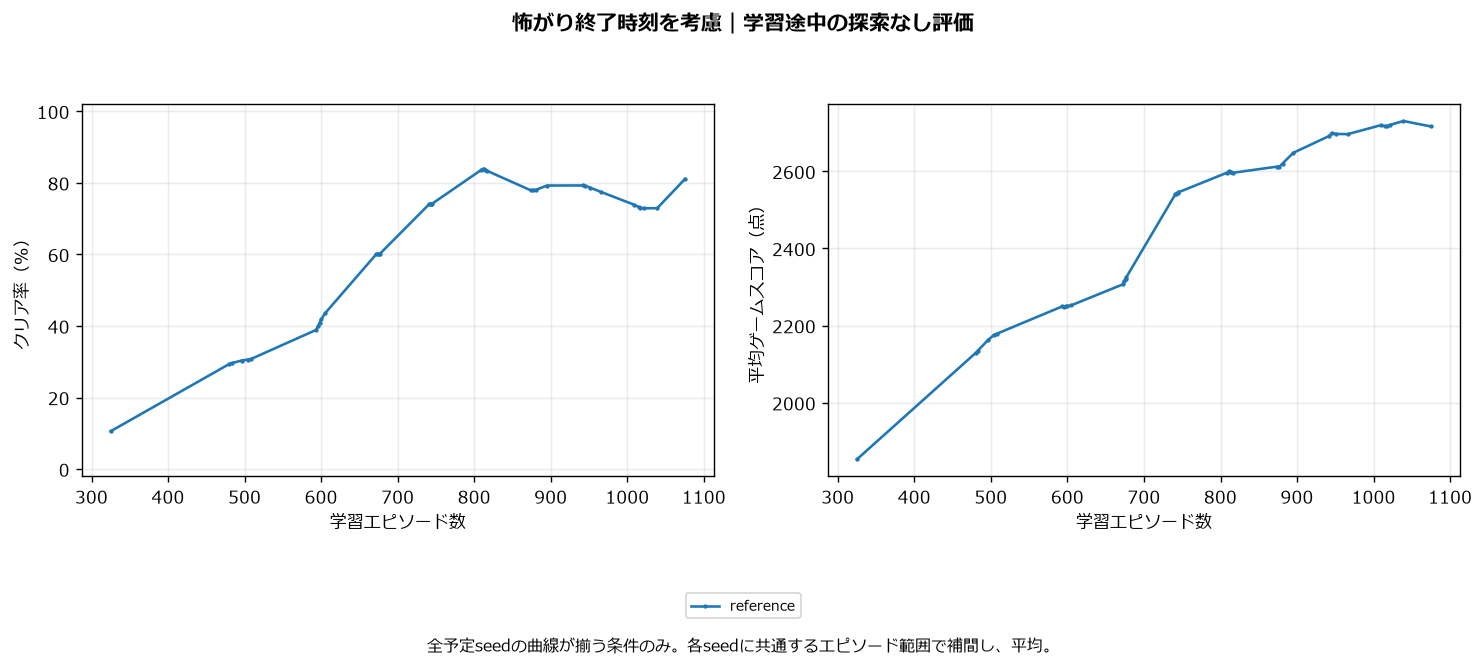 怖がり終了時刻を考慮｜学習途中の探索なし評価
クリア率（%）
100
80
60
40
20
0
300 400 500 600 700 800 900 1000 1100
学習エピソード数
平均ゲームスコア（点）
2600
2400
2200
2000
300 400 500 600 700 800 900 1000 1100
学習エピソード数
reference
全予定seedの曲線が揃う条件のみ。各seedに共通するエピソード範囲で補間し、平均。